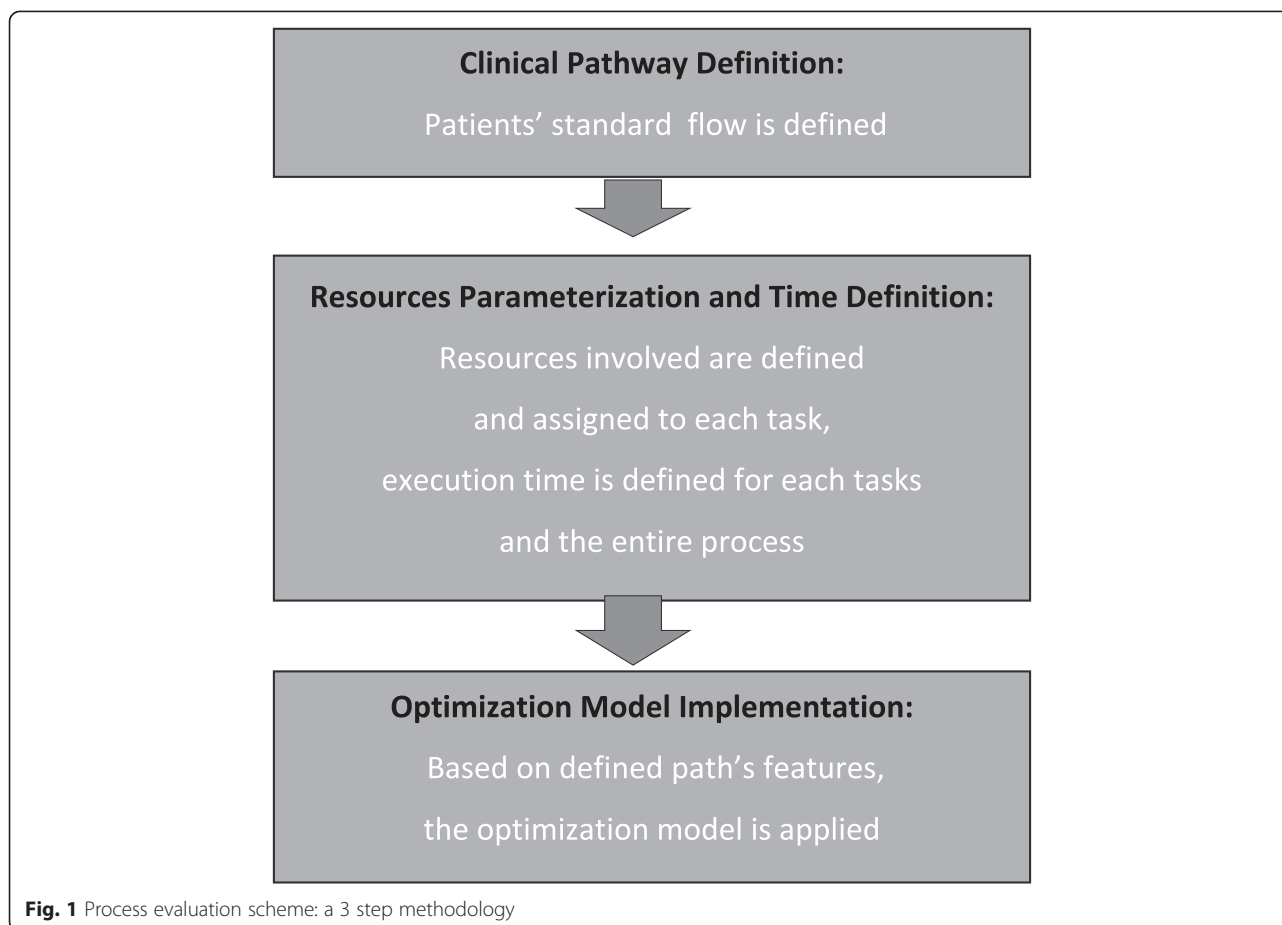 Clinical Pathway Definition:
Patients’ standard flow is defined
Resources Parameterization and Time Definition:
Resources involved are defined
and assigned to each task,
execution time is defined for each tasks
and the entire process
Optimization Model Implementation:
Based on defined path’s features,
the optimization model is applied
Fig. 1 Process evaluation scheme: a 3 step methodology